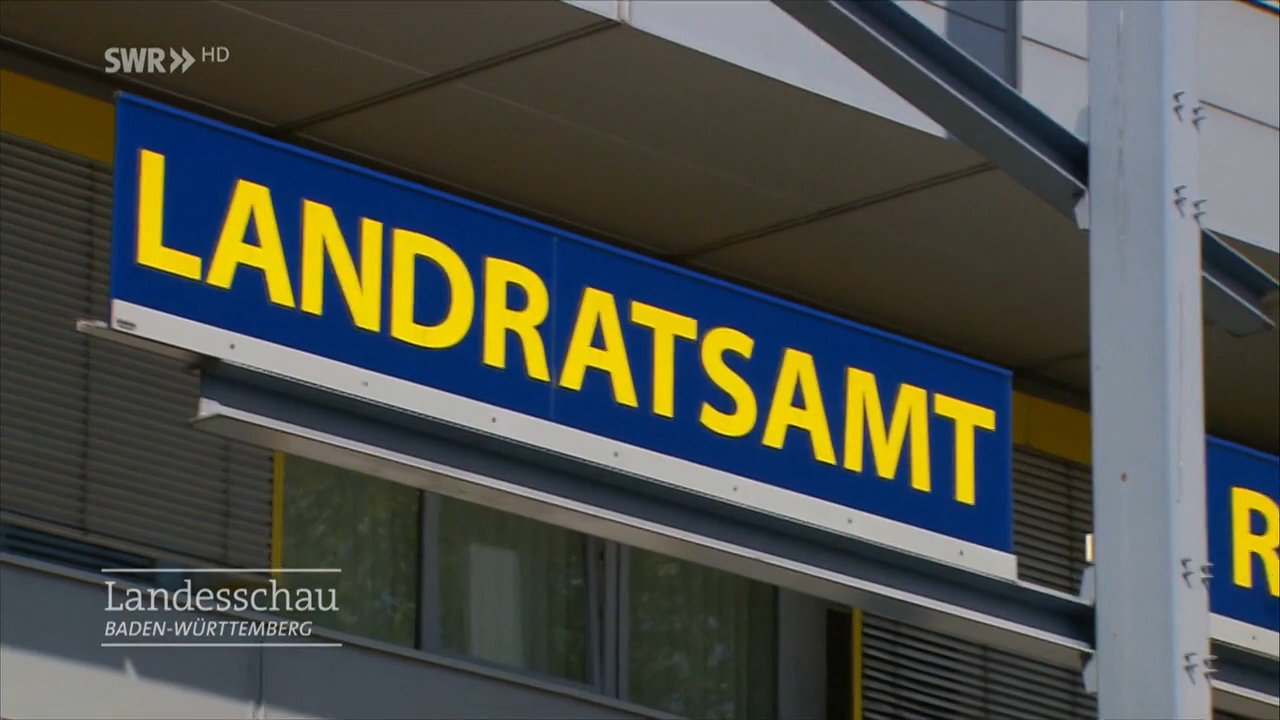 SWR» HD
LANDRATSAMT
R
Landesschau
BADEN-WÜRTTEMBERG